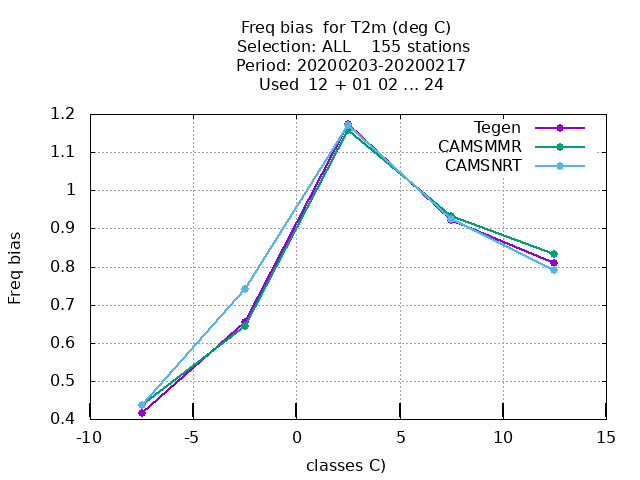 Freq bias  for T2m (deg C)
Selection: ALL    155 stations
Period: 20200203-20200217
Used  12 + 01 02 ... 24
1.2
1.1
1
0.9
0.8
0.7
0.6
0.5
0.4
Freq bias
Tegen
CAMSMMR
CAMSNRT
-10
-5
0
5
10
15
classes C)